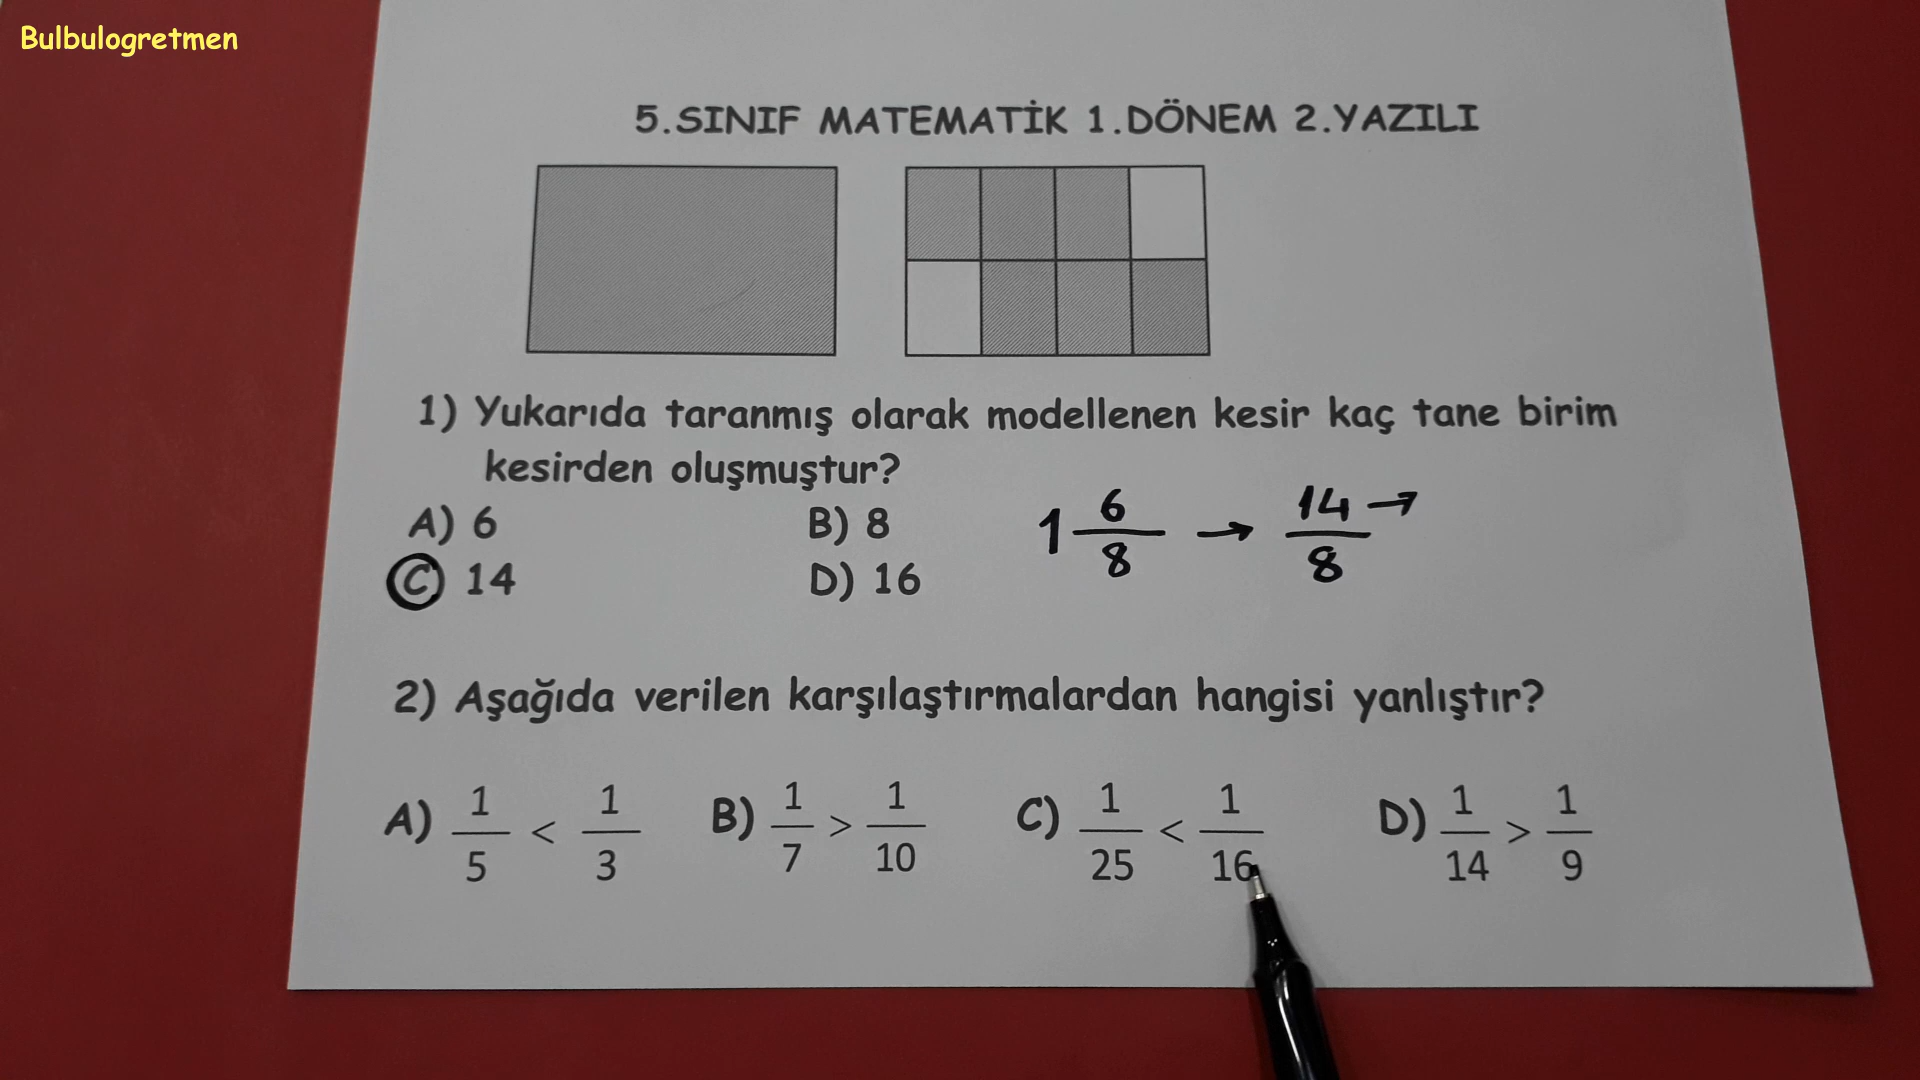 Bulbulogretmen
5.SINIF MATEMATİK 1.DÖNEM 2.YAZILI
1) Yukarıda taranmış olarak modellenen kesir kaç tane birim
kesirden oluşmuştur?
A) 6 B) 8
C) 14 D) 16
1 6/8 → 14/8 →
2) Aşağıda verilen karşılaştırmalardan hangisi yanlıştır?
A) 1/5 < 1/3 B) 1/7 > 1/10 C) 1/25 < 1/16 D) 1/14 > 1/9